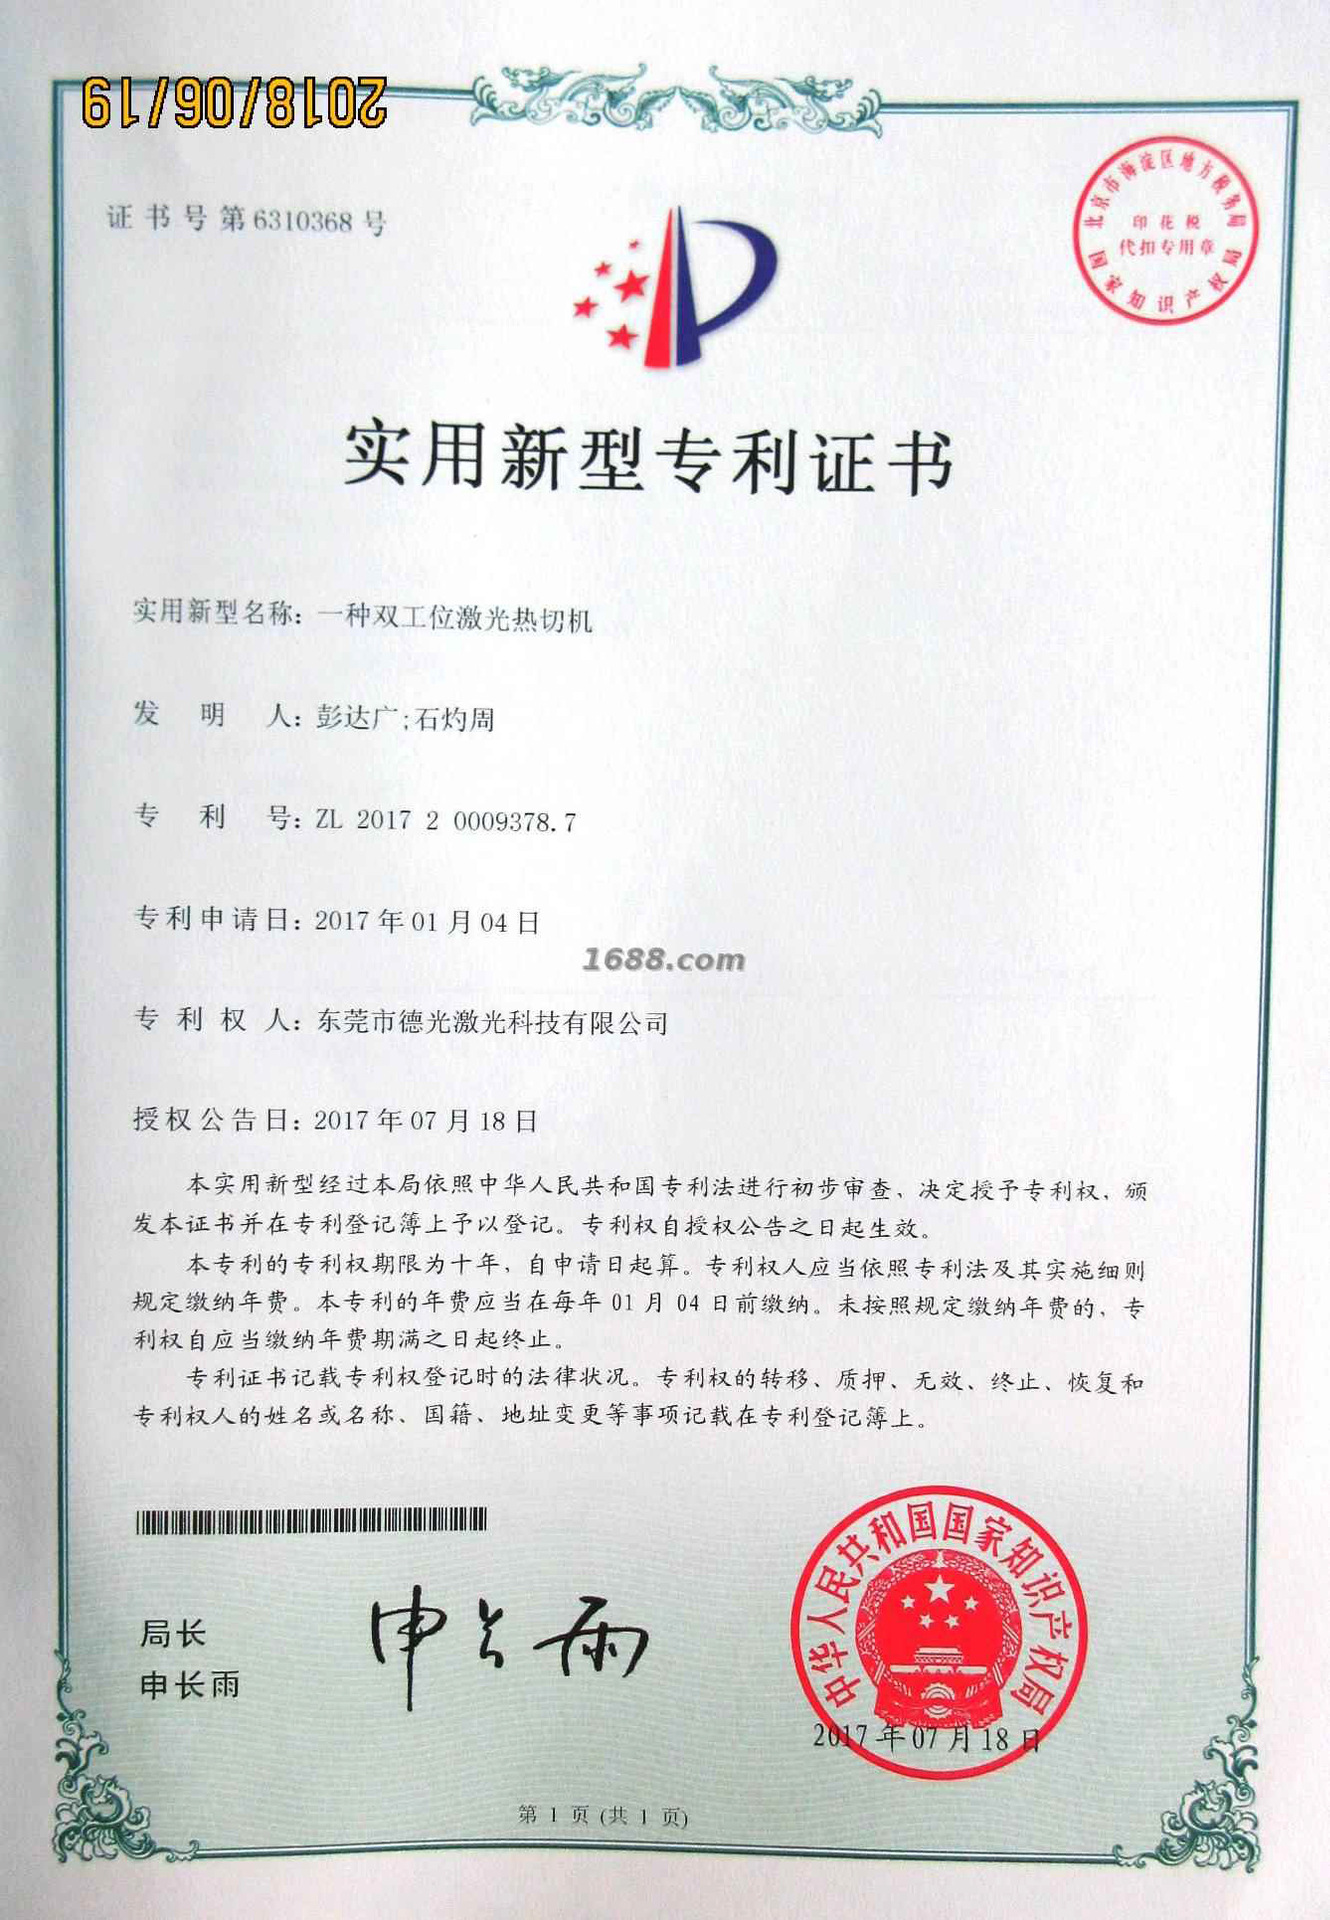 2018/06/19
证书号第6310368号
北京市海淀区地方税务局
印花税
代扣专用章
国家知识产权局
实用新型专利证书
实用新型名称：一种双工位激光热切机
发明人：彭达广;石灼周
专利号：ZL 2017 2 0009378.7
专利申请日：2017年01月04日
1688.com
专利权人：东莞市德光激光科技有限公司
授权公告日：2017年07月18日
本实用新型经过本局依照中华人民共和国专利法进行初步审查，决定授予专利权，颁
发本证书并在专利登记簿上予以登记。专利权自授权公告之日起生效。
本专利的专利权期限为十年，自申请日起算。专利权人应当依照专利法及其实施细则
规定缴纳年费。本专利的年费应当在每年01月04日前缴纳。未按照规定缴纳年费的，专
利权自应当缴纳年费期满之日起终止。
专利证书记载专利权登记时的法律状况。专利权的转移、质押、无效、终止、恢复和
专利权人的姓名或名称、国籍、地址变更等事项记载在专利登记簿上。
局长
申长雨
申长雨
中华人民共和国国家知识产权局
2017年07月18日
第1页(共1页)